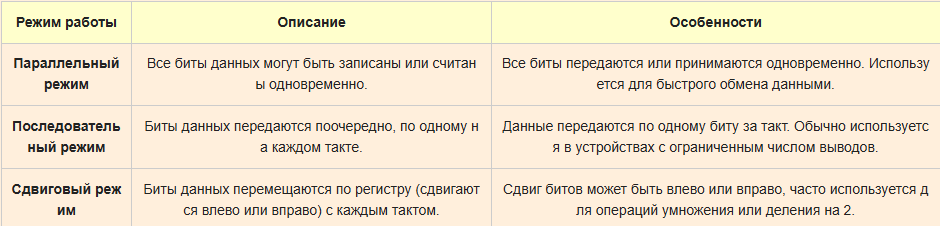 Режим работы Описание Особенности
Параллельный режим
Все биты данных могут быть записаны или считан
ы одновременно.
Все биты передаются или принимаются одновременно. Использу
ется для быстрого обмена данными.
Последователь
ный режим
Биты данных передаются поочередно, по одному н
а каждом такте.
Данные передаются по одному биту за такт. Обычно используетс
я в устройствах с ограниченным числом выводов.
Сдвиговый реж
им
Биты данных перемещаются по регистру (сдвигают
ся влево или вправо) с каждым тактом.
Сдвиг битов может быть влево или вправо, часто используется д
ля операций умножения или деления на 2.